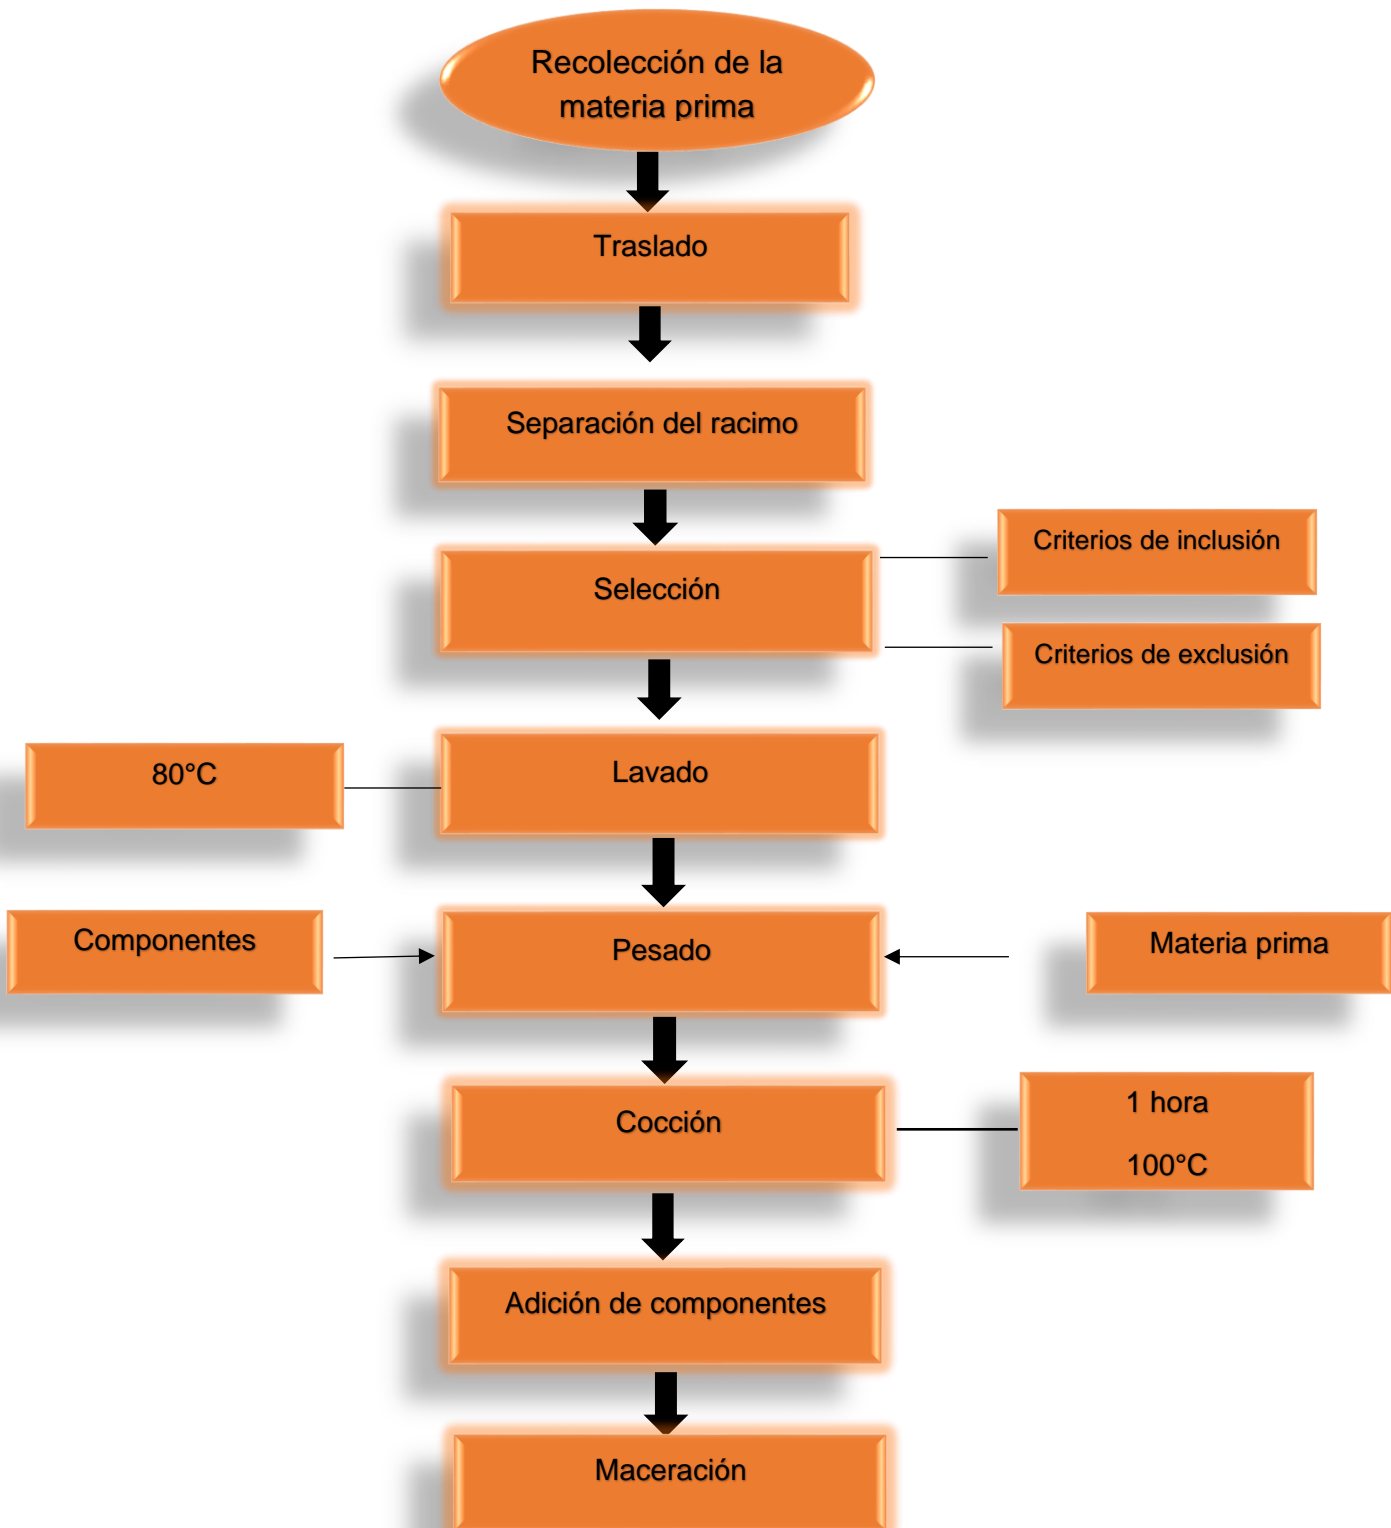 Recolección de la
materia prima
Traslado
Separación del racimo
Criterios de inclusión
Selección
Criterios de exclusión
80°C
Lavado
Componentes
Pesado
Materia prima
Cocción
1 hora
100°C
Adición de componentes
Maceración